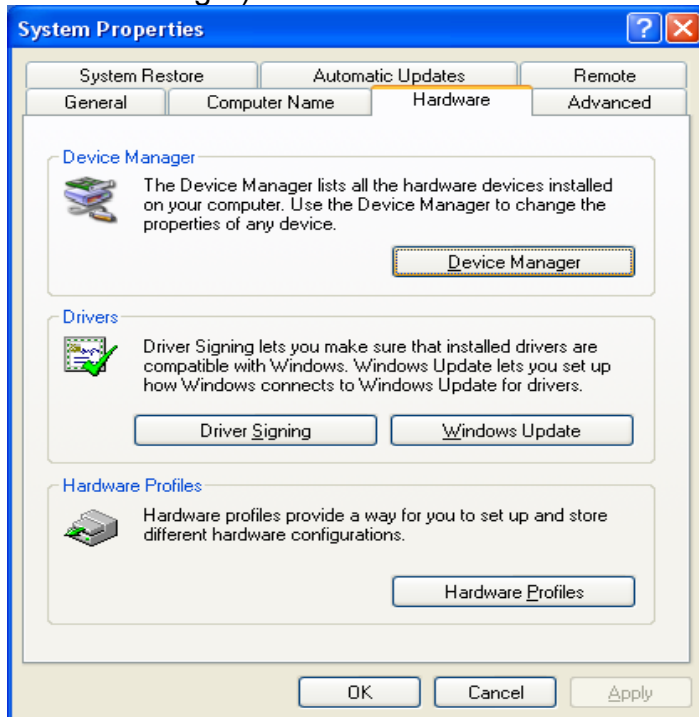 System Properties
System Restore Automatic Updates Remote
General Computer Name Hardware Advanced
Device Manager
The Device Manager lists all the hardware devices installed
on your computer. Use the Device Manager to change the
properties of any device.
Device Manager
Drivers
Driver Signing lets you make sure that installed drivers are
compatible with Windows. Windows Update lets you set up
how Windows connects to Windows Update for drivers.
Driver Signing Windows Update
Hardware Profiles
Hardware profiles provide a way for you to set up and store
different hardware configurations.
Hardware Profiles
OK Cancel Apply